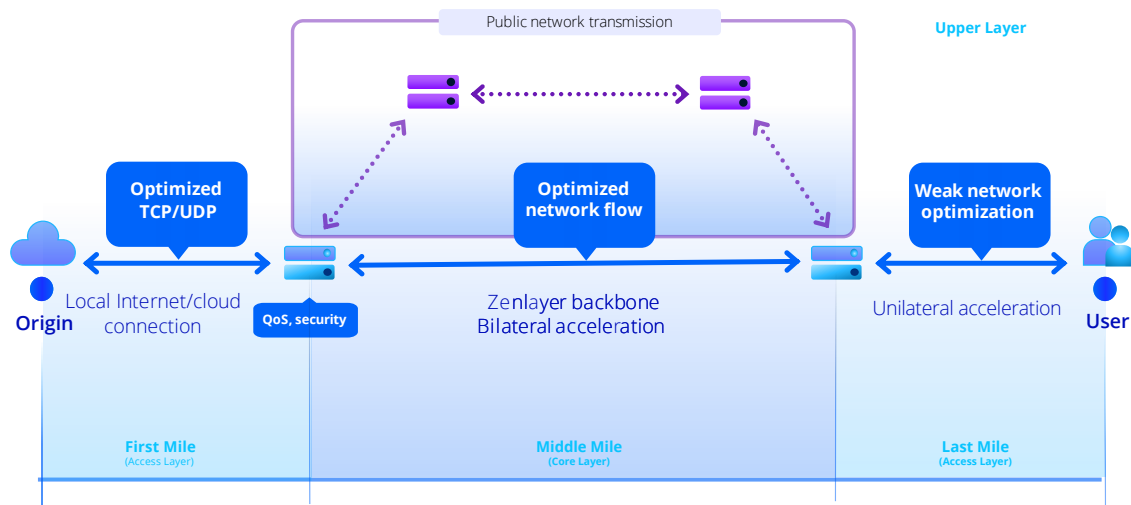 Public network transmission
Upper Layer
Optimized
TCP/UDP
Optimized
network flow
Weak network
optimization
Local Internet/cloud
connection
Origin
QoS, security
Zenlayer backbone
Bilateral acceleration
Unilateral acceleration
User
First Mile
(Access Layer)
Middle Mile
(Core Layer)
Last Mile
(Access Layer)